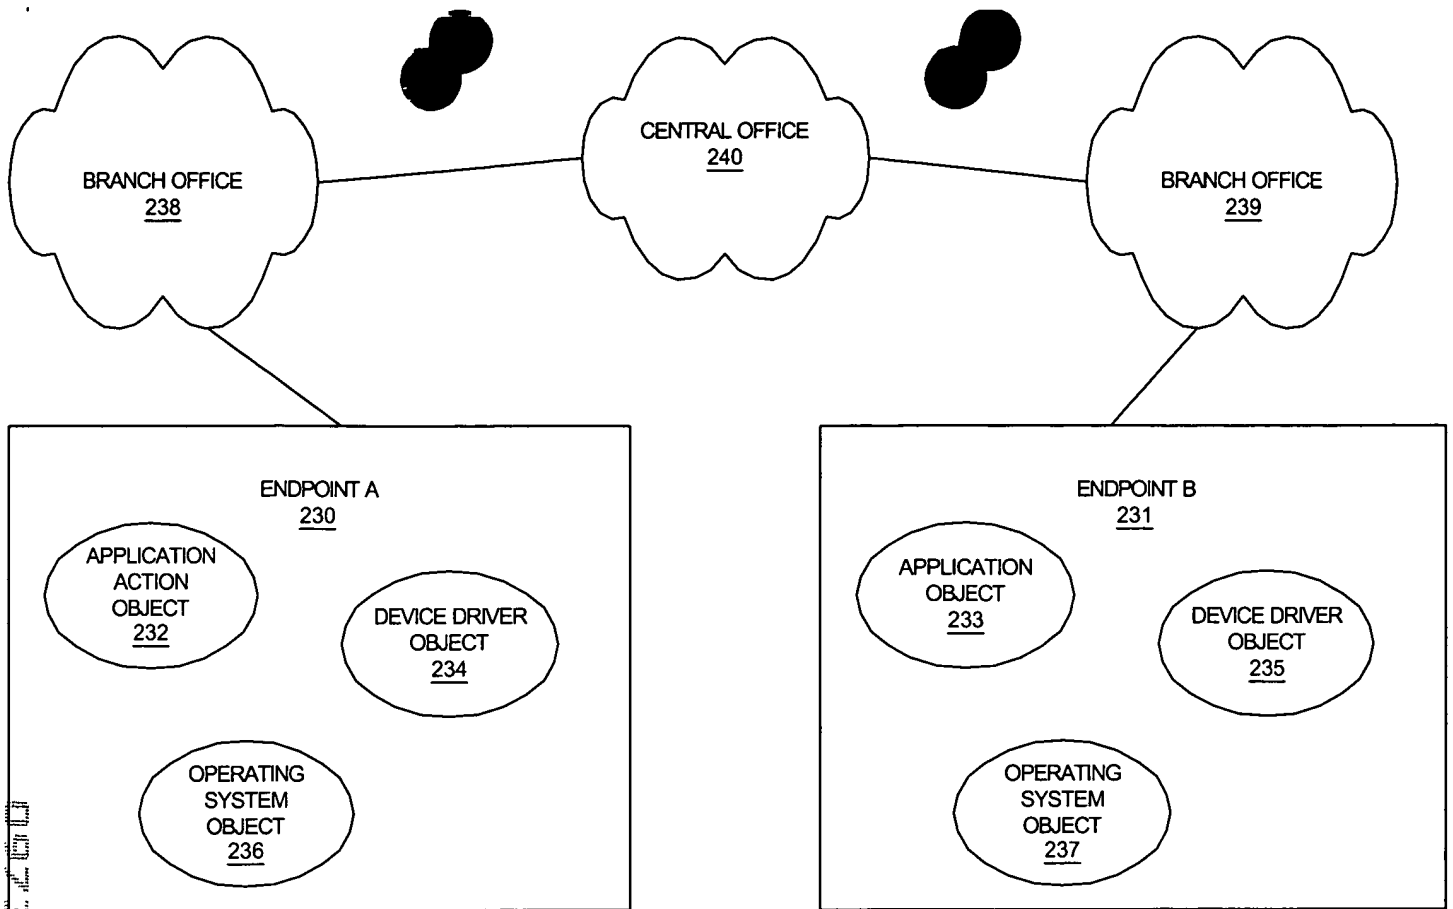 CENTRAL OFFICE
240
BRANCH OFFICE
238
BRANCH OFFICE
239
ENDPOINT A
230
APPLICATION
ACTION
OBJECT
232
DEVICE DRIVER
OBJECT
234
OPERATING
SYSTEM
OBJECT
236
ENDPOINT B
231
APPLICATION
OBJECT
233
DEVICE DRIVER
OBJECT
235
OPERATING
SYSTEM
OBJECT
237